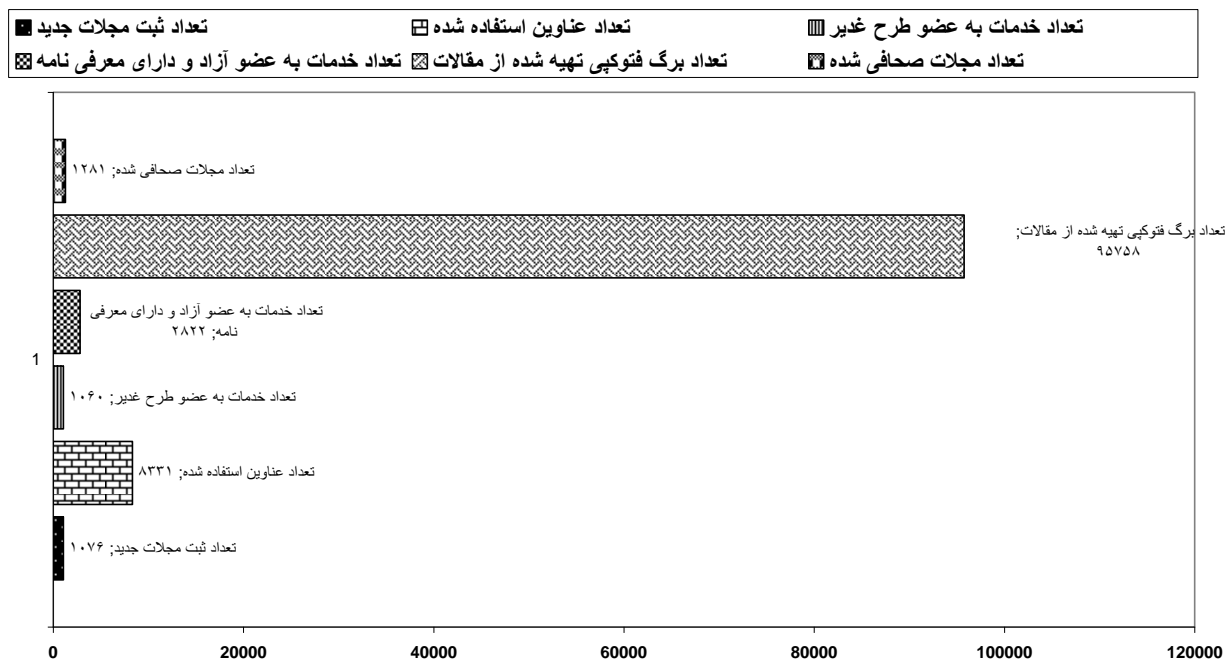 تعداد ثبت مجلات جدید
تعداد عناوین استفاده شده
تعداد خدمات به عضو طرح غدیر
تعداد خدمات به عضو آزاد و دارای معرفی نامه
تعداد برگ فتوکپی تهیه شده از مقالات
تعداد مجلات صحافی شده
تعداد مجلات صحافی شده; ۱۲۸۱
تعداد برگ فتوکپی تهیه شده از مقالات;
۹۵۷۵۸
تعداد خدمات به عضو آزاد و دارای معرفی
نامه; ۲۸۲۲
1
تعداد خدمات به عضو طرح غدیر; ۱۰۶۰
تعداد عناوین استفاده شده; ۸۳۳۱
تعداد ثبت مجلات جدید; ۱۰۷۶
0 20000 40000 60000 80000 100000 120000